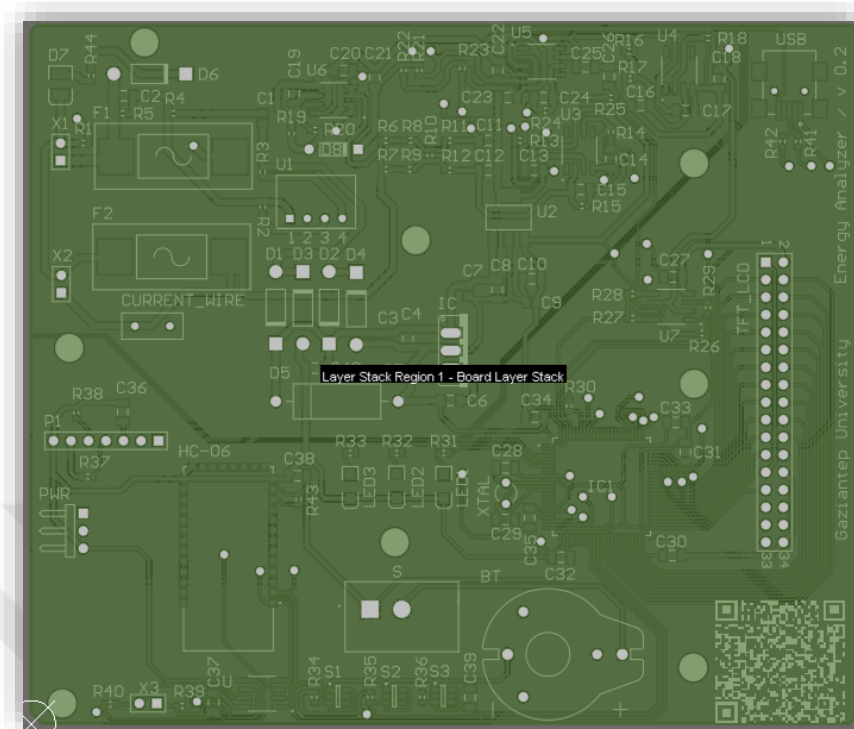 D7
R44
D6
C2
R4
R5
F1
X1
R1
R3
F2
R2
X2
CURRENT_WIRE
C19
C20
C21
U6
C1
R19
R20
D8
U1
1 2 3 4
D1
D3
D2
D4
R22
R21
R23
C22
U5
C25
C26
R16
R17
U4
R18
C18
USB
C23
C24
R25
C16
C17
R6
R8
R10
R11
C11
R24
U3
R13
R14
R7
R9
R12
C12
C13
C14
C15
R15
R42
R41
U2
C7
C8
C10
C9
C3
C4
IC
C27
R28
R27
R29
U7
R26
TFT_LCD
1
2
33
34
Energy Analyzer / v 0.2
Gaziantep University
Layer Stack Region 1 - Board Layer Stack
D5
C6
R38
C36
P1
R37
HC-06
C38
R43
PWR
R33
R32
R31
LED3
LED2
C28
XTAL
C29
C35
C34
R30
C33
C31
IC1
C30
C32
S
BT
R40
X3
R39
C37
U
R34
S1
R35
S2
R36
S3
C39
+